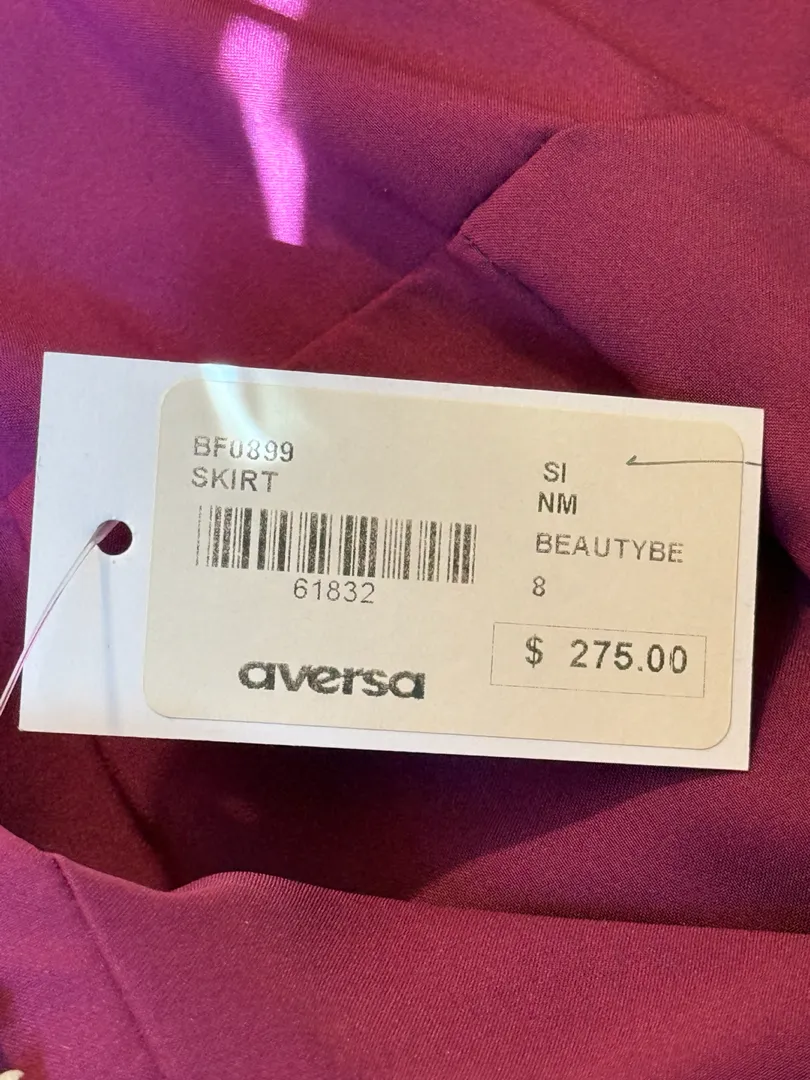 BF0899
SKIRT
61832
aversa
SI
NM
BEAUTYBE
8
$ 275.00